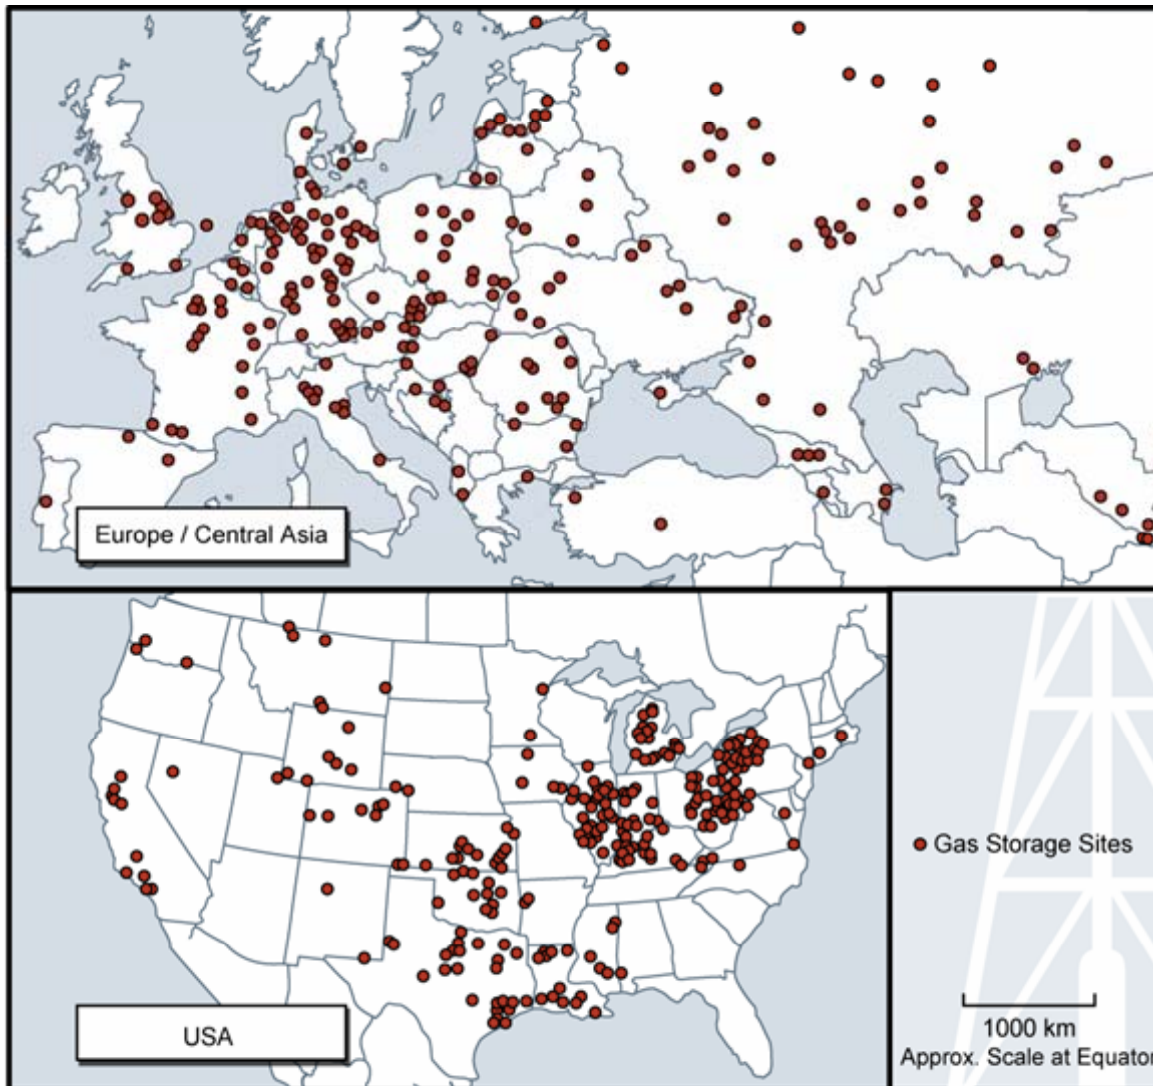 Europe / Central Asia
USA
Gas Storage Sites
1000 km
Approx. Scale at Equator